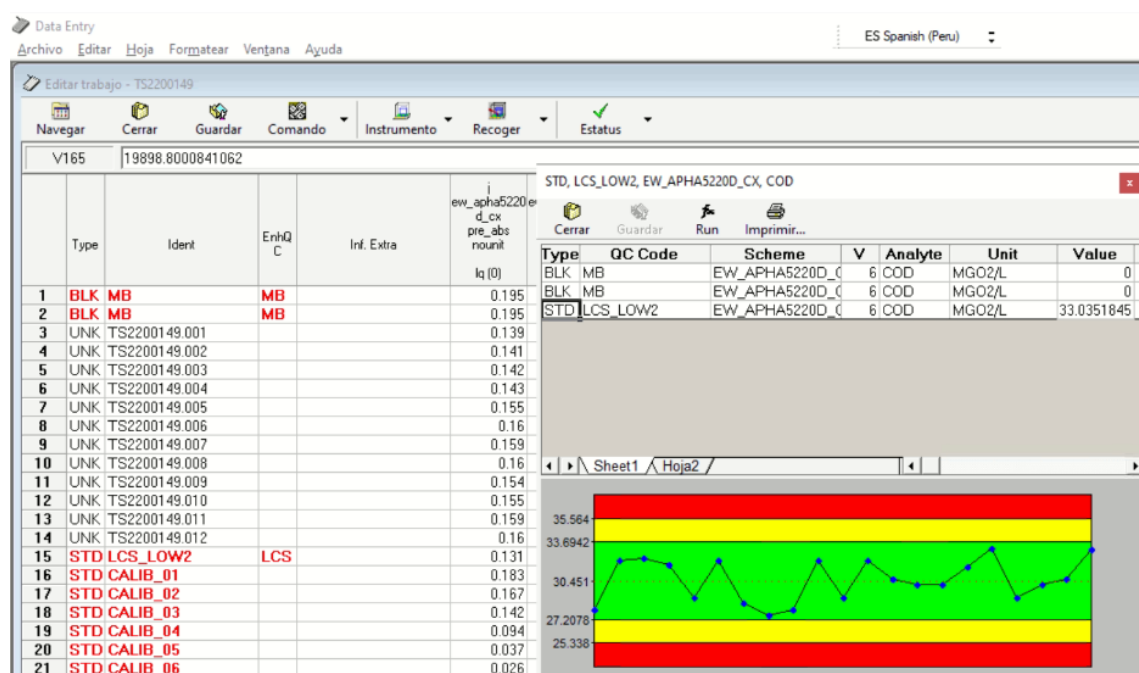 Data Entry
Archivo Editar Hoja Formatear Ventana Ayuda
ES Spanish (Peru)
Editar trabajo - TS2200149
Navegar Cerrar Guardar Comando Instrumento Recoger Estatus
V165 19898.8000841062
Type Ident EnhQC Inf. Extra
j
ew_apha5220
d_cx
pre_abs
nounit
lq (0)
1 BLK MB MB 0.195
2 BLK MB MB 0.195
3 UNK TS2200149.001 0.139
4 UNK TS2200149.002 0.141
5 UNK TS2200149.003 0.142
6 UNK TS2200149.004 0.143
7 UNK TS2200149.005 0.155
8 UNK TS2200149.006 0.16
9 UNK TS2200149.007 0.159
10 UNK TS2200149.008 0.16
11 UNK TS2200149.009 0.154
12 UNK TS2200149.010 0.155
13 UNK TS2200149.011 0.159
14 UNK TS2200149.012 0.16
15 STD LCS_LOW2 LCS 0.131
16 STD CALIB_01 0.183
17 STD CALIB_02 0.167
18 STD CALIB_03 0.142
19 STD CALIB_04 0.094
20 STD CALIB_05 0.037
21 STD CALIB_06 0.026
STD, LCS_LOW2, EW_APHA5220D_CX, COD
x
Cerrar Guardar Run Imprimir...
Type QC Code Scheme V Analyte Unit Value
BLK MB EW_APHA5220D_C 6 COD MGO2/L 0
BLK MB EW_APHA5220D_C 6 COD MGO2/L 0
STD LCS_LOW2 EW_APHA5220D_C 6 COD MGO2/L 33.0351845
Sheet1 Hoja2
35.564
33.6942
30.451
27.2078
25.338